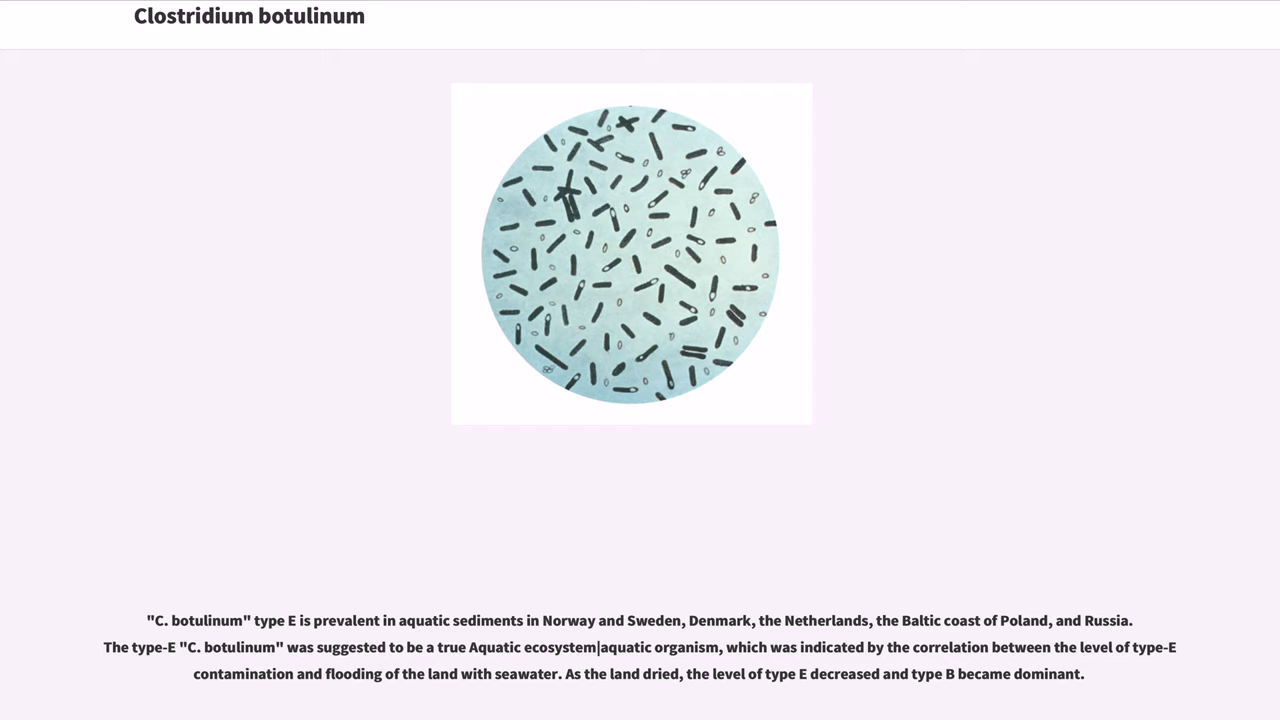 Clostridium botulinum
"C. botulinum" type E is prevalent in aquatic sediments in Norway and Sweden, Denmark, the Netherlands, the Baltic coast of Poland, and Russia.
The type-E "C. botulinum" was suggested to be a true Aquatic ecosystem|aquatic organism, which was indicated by the correlation between the level of type-E
contamination and flooding of the land with seawater. As the land dried, the level of type E decreased and type B became dominant.